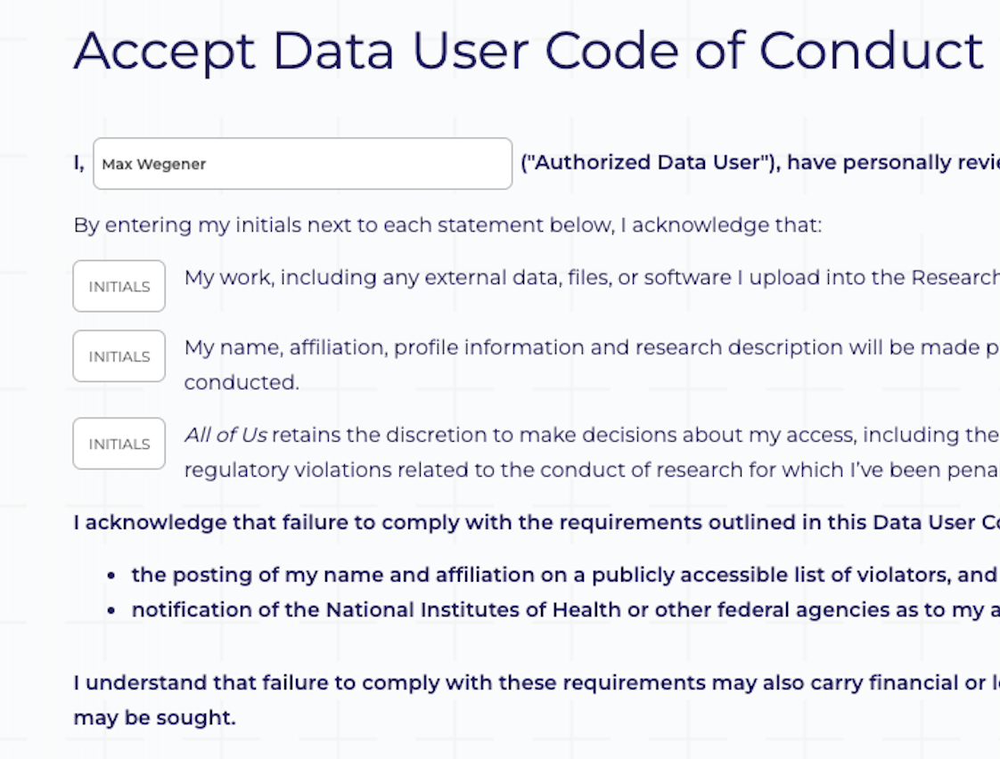 Accept Data User Code of Conduct
I, Max Wegener ("Authorized Data User"), have personally
By entering my initials next to each statement below, I acknowledge that:
INITIALS My work, including any external data, files, or software I upload into the Research
INITIALS My name, affiliation, profile information and research description will be made
conducted.
INITIALS All of Us retains the discretion to make decisions about my access, including the
regulatory violations related to the conduct of research for which I've been
I acknowledge that failure to comply with the requirements outlined in this Data User
the posting of my name and affiliation on a publicly accessible list of violators, and
notification of the National Institutes of Health or other federal agencies as to my
I understand that failure to comply with these requirements may also carry financial or
may be sought.